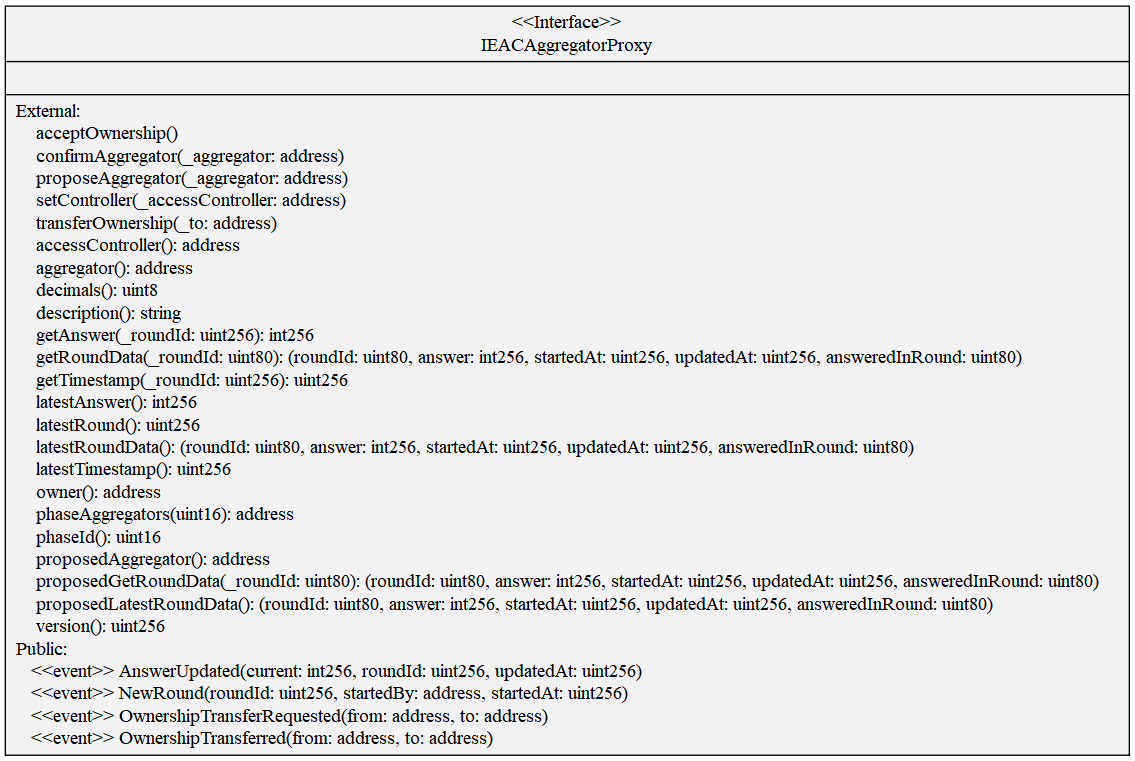 <<Interface>>
IEACAggregatorProxy
External:
acceptOwnership()
confirmAggregator(_aggregator: address)
proposeAggregator(_aggregator: address)
setController(_accessController: address)
transferOwnership(_to: address)
accessController(): address
aggregator(): address
decimals(): uint8
description(): string
getAnswer(_roundId: uint256): int256
getRoundData(_roundId: uint80): (roundId: uint80, answer: int256, startedAt: uint256, updatedAt: uint256, answeredInRound: uint80)
getTimestamp(_roundId: uint256): uint256
latestAnswer(): int256
latestRound(): uint256
latestRoundData(): (roundId: uint80, answer: int256, startedAt: uint256, updatedAt: uint256, answeredInRound: uint80)
latestTimestamp(): uint256
owner(): address
phaseAggregators(uint16): address
phaseId(): uint16
proposedAggregator(): address
proposedGetRoundData(_roundId: uint80): (roundId: uint80, answer: int256, startedAt: uint256, updatedAt: uint256, answeredInRound: uint80)
proposedLatestRoundData(): (roundId: uint80, answer: int256, startedAt: uint256, updatedAt: uint256, answeredInRound: uint80)
version(): uint256
Public:
<<event>> AnswerUpdated(current: int256, roundId: uint256, updatedAt: uint256)
<<event>> NewRound(roundId: uint256, startedBy: address, startedAt: uint256)
<<event>> OwnershipTransferRequested(from: address, to: address)
<<event>> OwnershipTransferred(from: address, to: address)